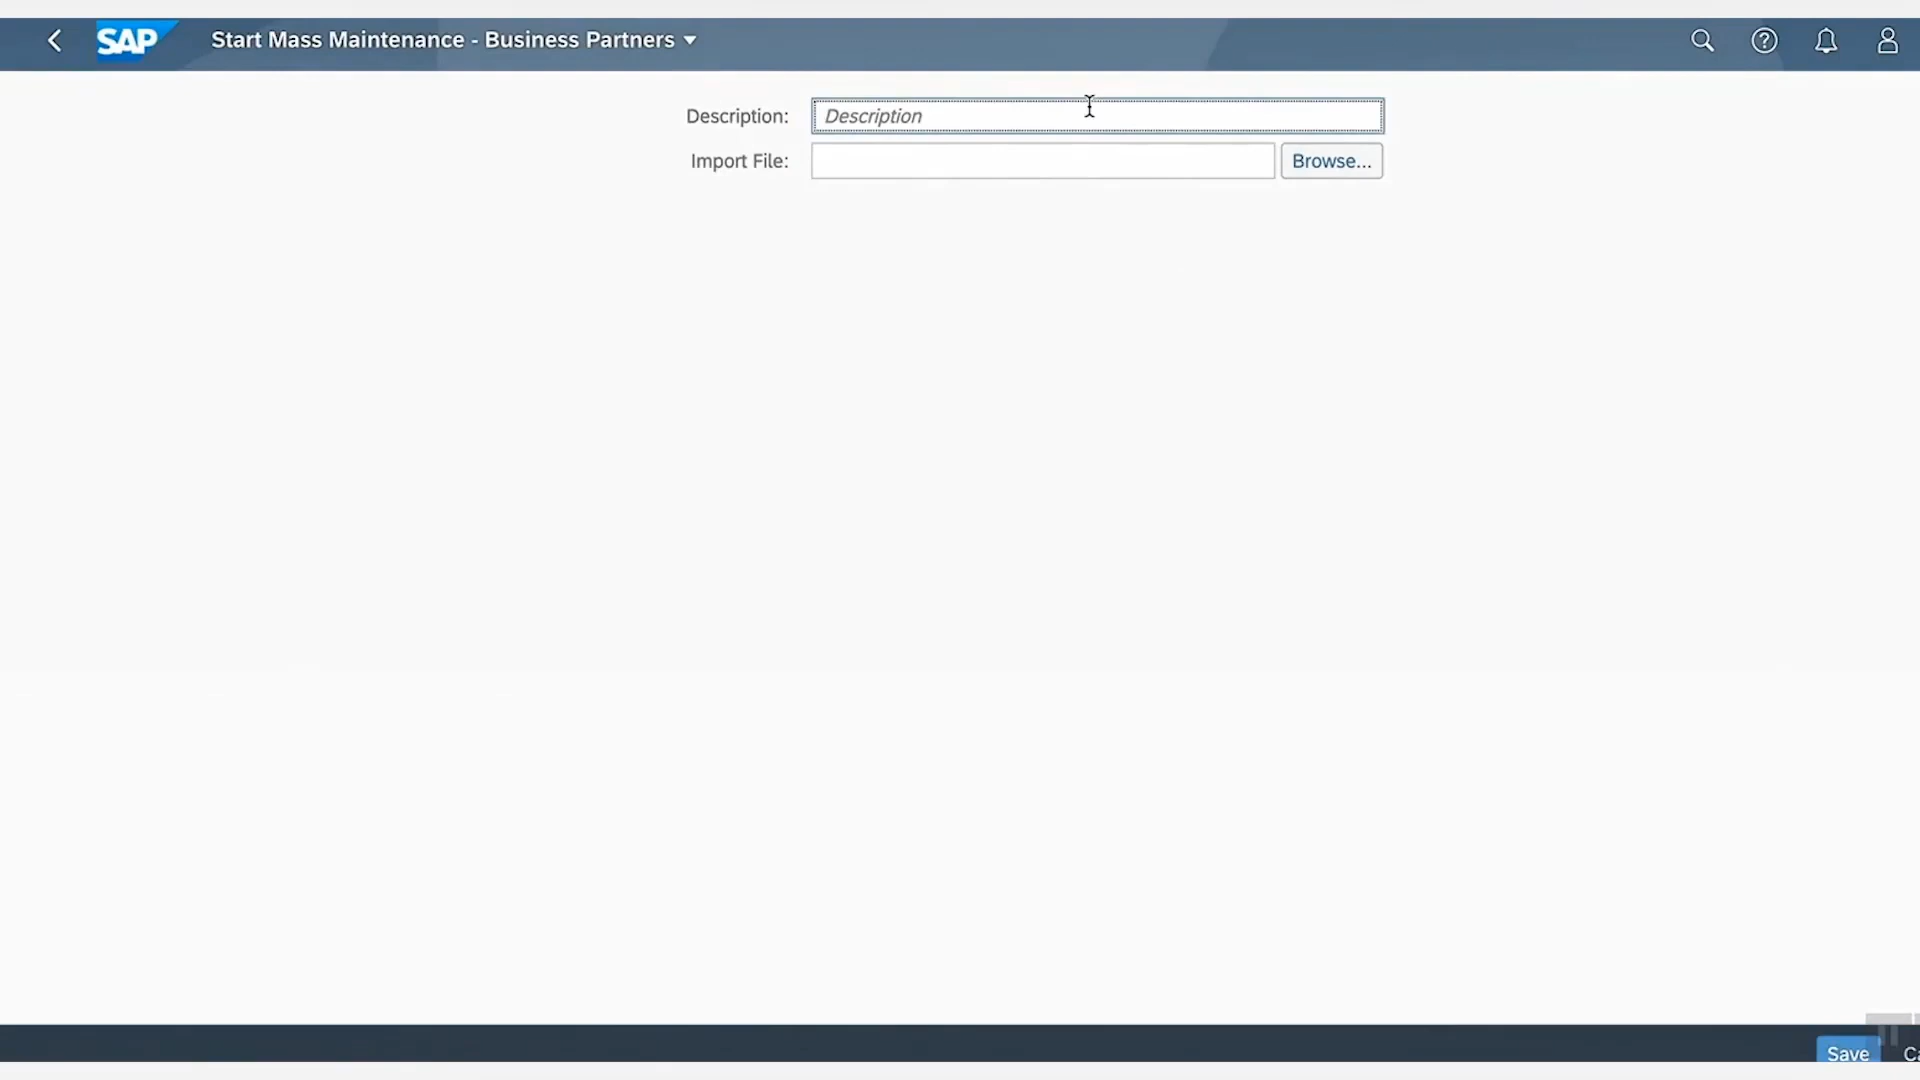 SAP Start Mass Maintenance - Business Partners
Description: Description
Import File: Browse...
Save